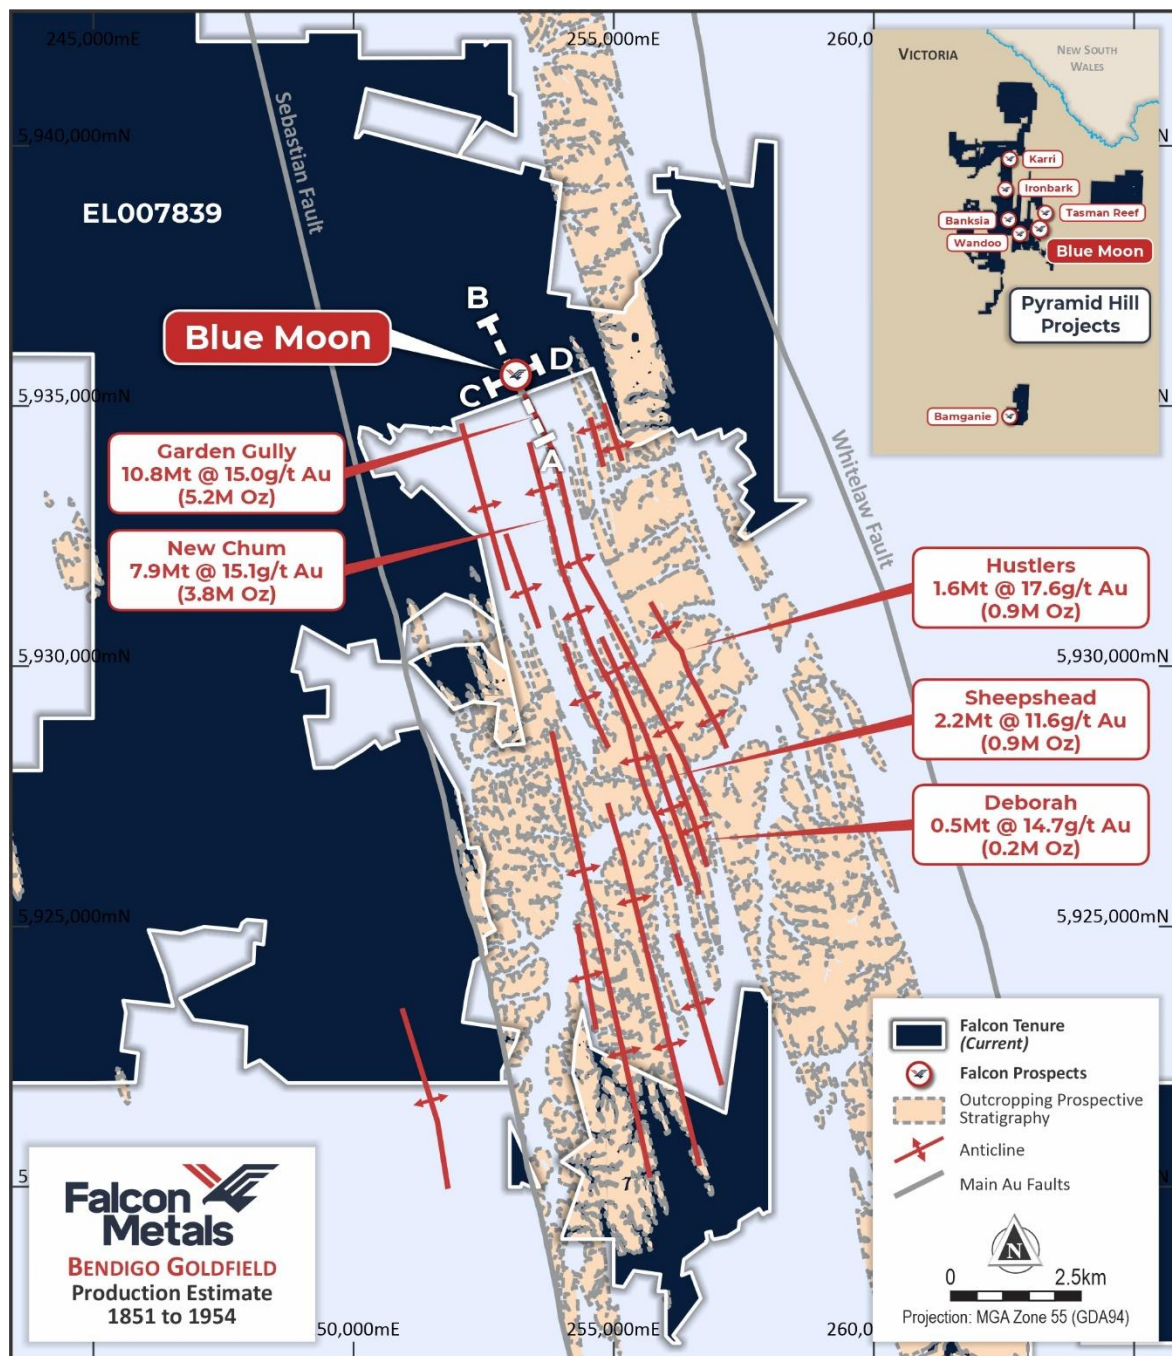 245,000mE
255,000mE
260,
VICTORIA
NEW SOUTH
WALES
Karri
Ironbark
Banksia
Tasman Reef
Wandoo
Blue Moon
Pyramid Hill
Projects
Bamganie
5,940,000mN
Sebastian Fault
EL007839
B
Blue Moon
D
C
A
5,935,000mN
N
Whitelaw Fault
Garden Gully
10.8Mt @ 15.0g/t Au
(5.2M Oz)
New Chum
7.9Mt @ 15.1g/t Au
(3.8M Oz)
Hustlers
1.6Mt @ 17.6g/t Au
(0.9M Oz)
5,930,000mN
5,930,000mN
Sheepshead
2.2Mt @ 11.6g/t Au
(0.9M Oz)
Deborah
0.5Mt @ 14.7g/t Au
(0.2M Oz)
5,925,000mN
5,925,000mN
Falcon Tenure
(Current)
Falcon Prospects
Outcropping Prospective
Stratigraphy
Anticline
Main Au Faults
N
0 2.5km
Projection: MGA Zone 55 (GDA94)
5
Falcon
Metals
BENDIGO GOLDFIELD
Production Estimate
1851 to 1954
50,000mE
255,000mE
260,